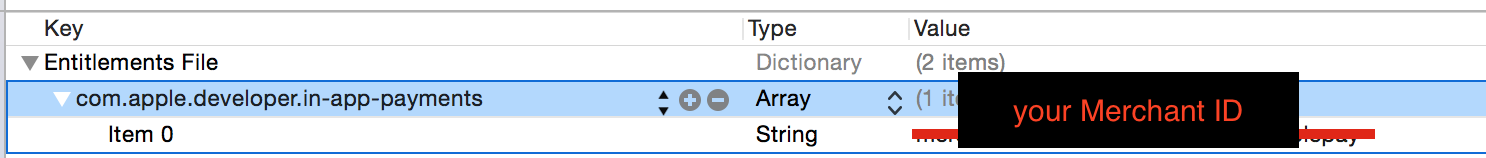 Key Type Value
Entitlements File Dictionary (2 items)
com.apple.developer.in-app-payments Array (1
your Merchant ID
Item 0 String